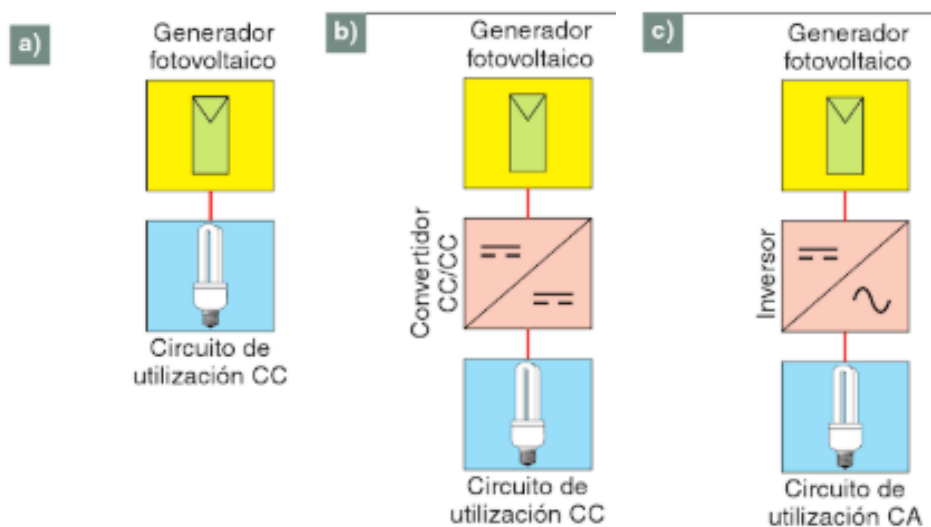 a)
Generador
fotovoltaico
Circuito de
utilización CC
b)
Generador
fotovoltaico
Convertidor
CC/CC
Circuito de
utilización CC
c)
Generador
fotovoltaico
Inversor
Circuito de
utilización CA